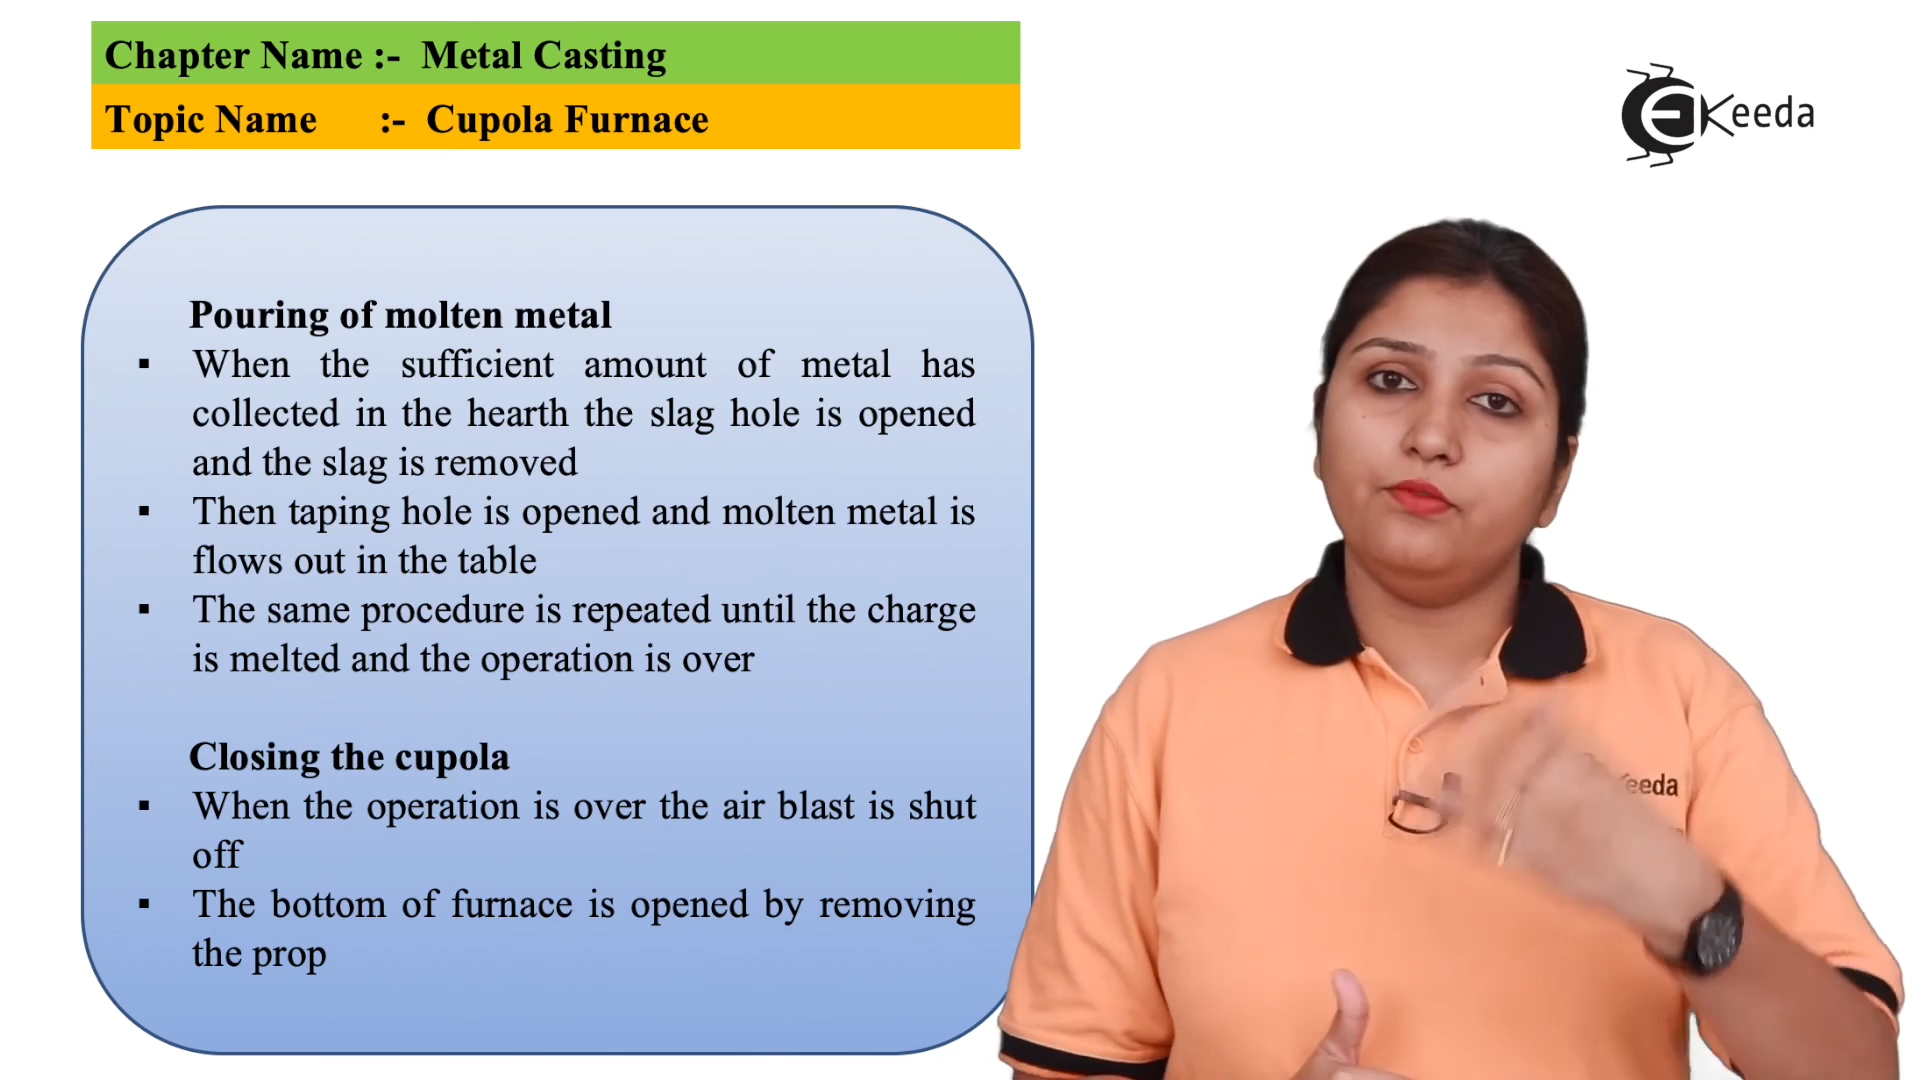 Chapter Name :- Metal Casting
Topic Name :- Cupola Furnace
EKeeda
Pouring of molten metal
▪ When the sufficient amount of metal has
collected in the hearth the slag hole is opened
and the slag is removed
▪ Then taping hole is opened and molten metal is
flows out in the table
▪ The same procedure is repeated until the charge
is melted and the operation is over
Closing the cupola
▪ When the operation is over the air blast is shut
off
▪ The bottom of furnace is opened by removing
the prop
eeda